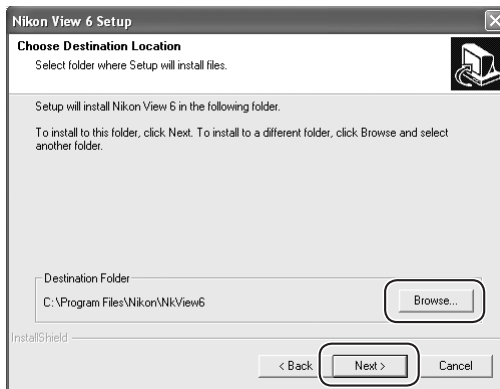 Nikon View 6 Setup
Choose Destination Location
Select folder where Setup will install files.
Setup will install Nikon View 6 in the following folder.
To install to this folder, click Next. To install to a different folder, click Browse and select
another folder.
Destination Folder
C:\Program Files\Nikon\NkView6
Browse...
InstallShield
< Back
Next >
Cancel